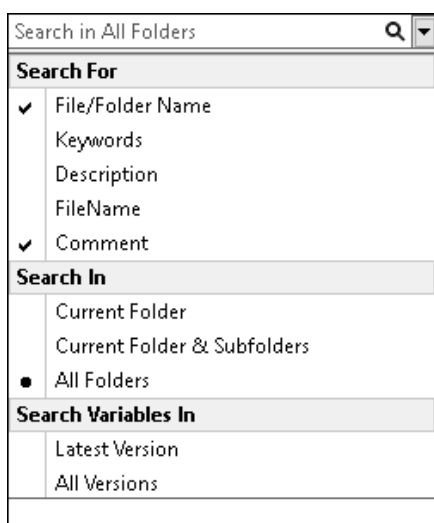 Search in All Folders
Search For
File/Folder Name
Keywords
Description
FileName
Comment
Search In
Current Folder
Current Folder & Subfolders
All Folders
Search Variables In
Latest Version
All Versions